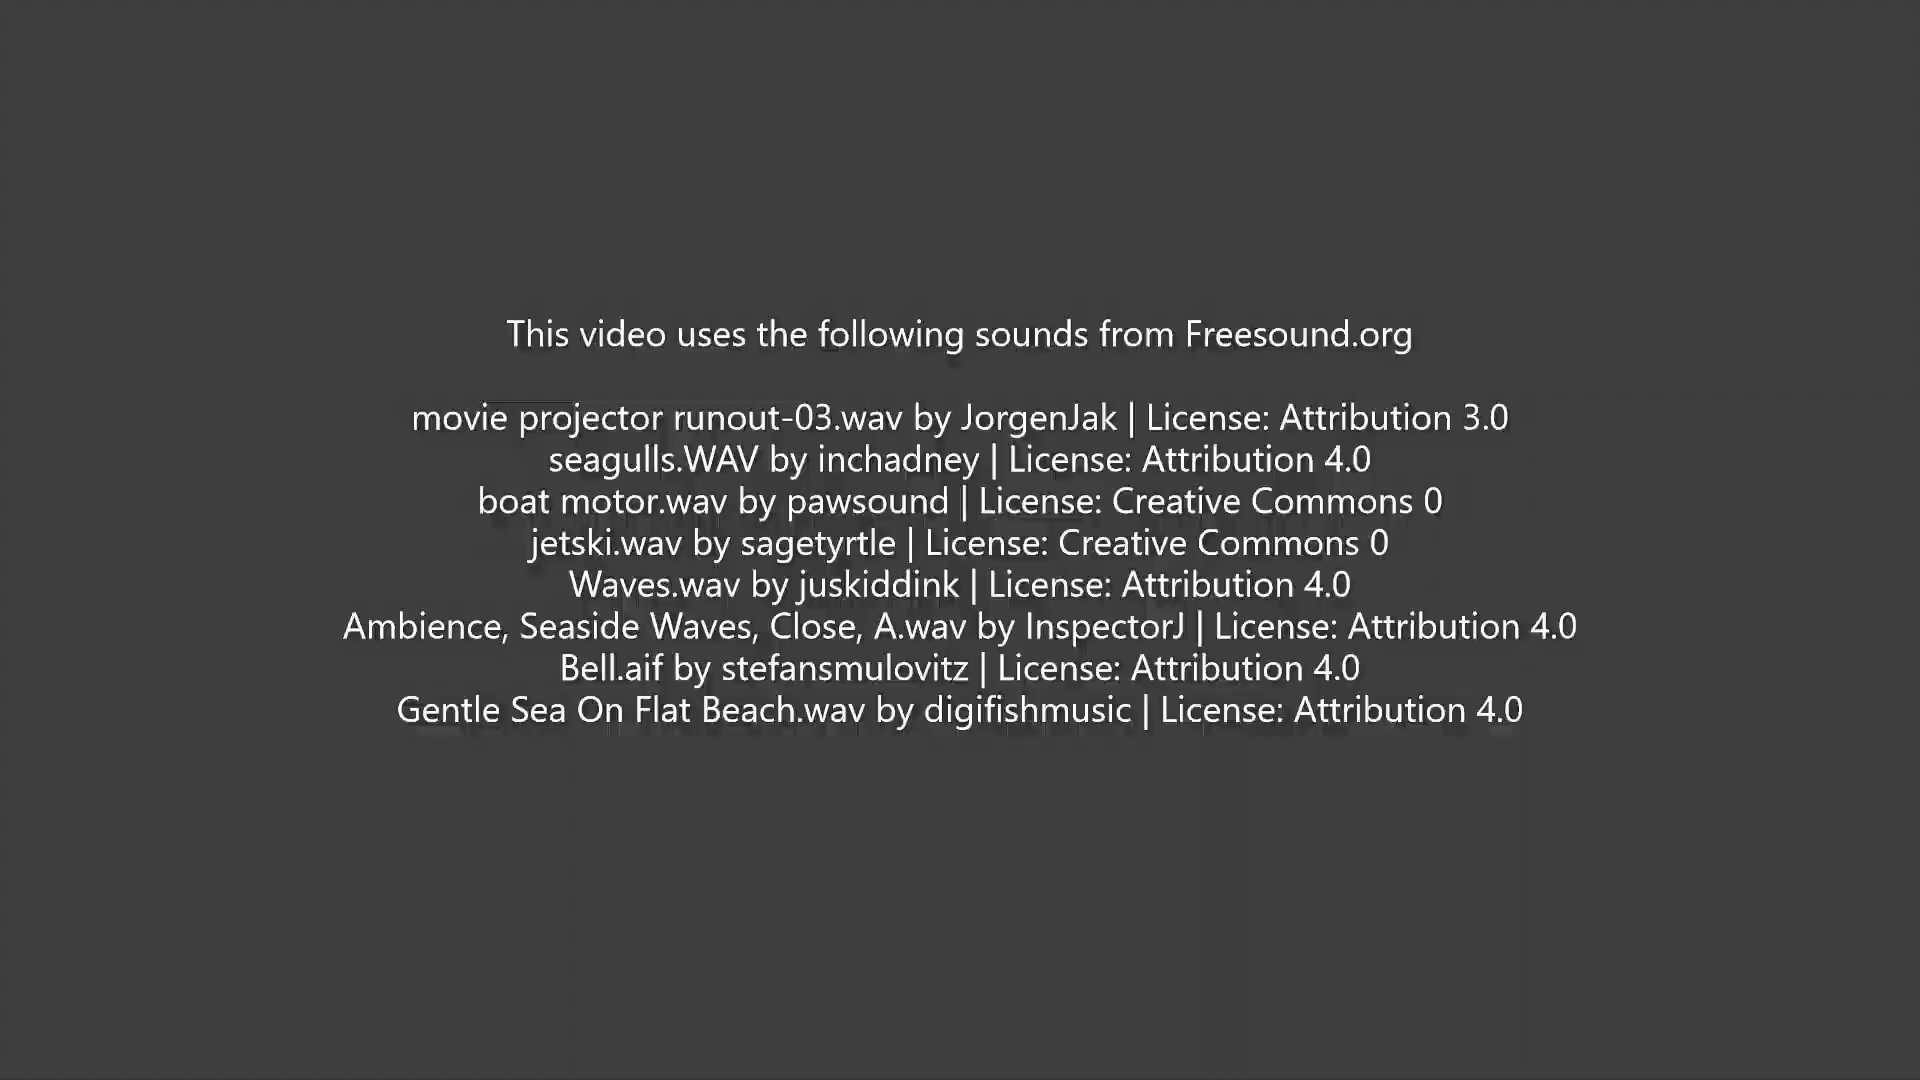 This video uses the following sounds from Freesound.org
movie projector runout-03.wav by JorgenJak | License: Attribution 3.0
seagulls.WAV by inchadney | License: Attribution 4.0
boat motor.wav by pawsound | License: Creative Commons 0
jetski.wav by sagetyrtle | License: Creative Commons 0
Waves.wav by juskiddink | License: Attribution 4.0
Ambience, Seaside Waves, Close, A.wav by InspectorJ | License: Attribution 4.0
Bell.aif by stefansmulovitz | License: Attribution 4.0
Gentle Sea On Flat Beach.wav by digifishmusic | License: Attribution 4.0